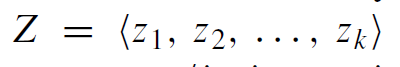 Z = ⟨z₁, z₂, ..., zₖ⟩